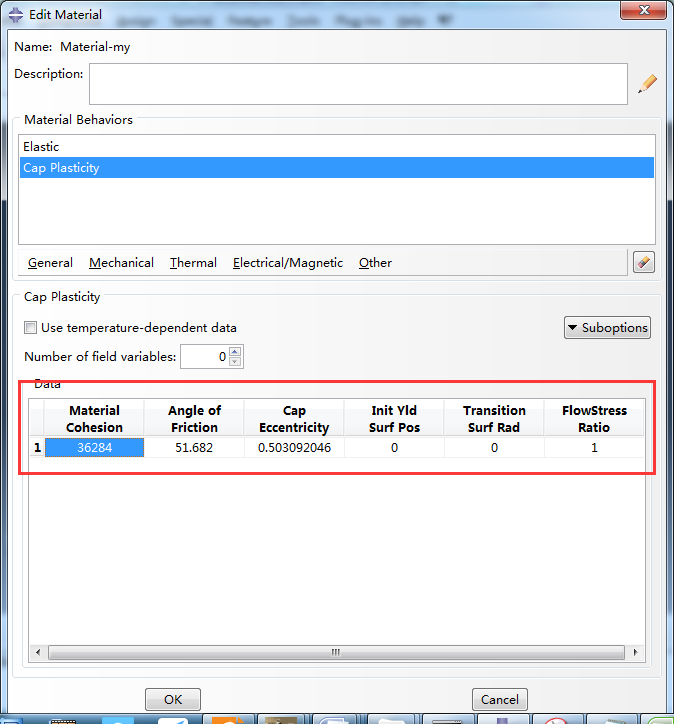 Edit Material
Name: Material-my
Description:
Material Behaviors
Elastic
Cap Plasticity
General Mechanical Thermal Electrical/Magnetic Other
Cap Plasticity
Use temperature-dependent data
Suboptions
Number of field variables: 0
Data
Material Cohesion Angle of Friction Cap Eccentricity Init Yld Surf Pos Transition Surf Rad FlowStress Ratio
1 36284 51.682 0.503092046 0 0 1
OK Cancel